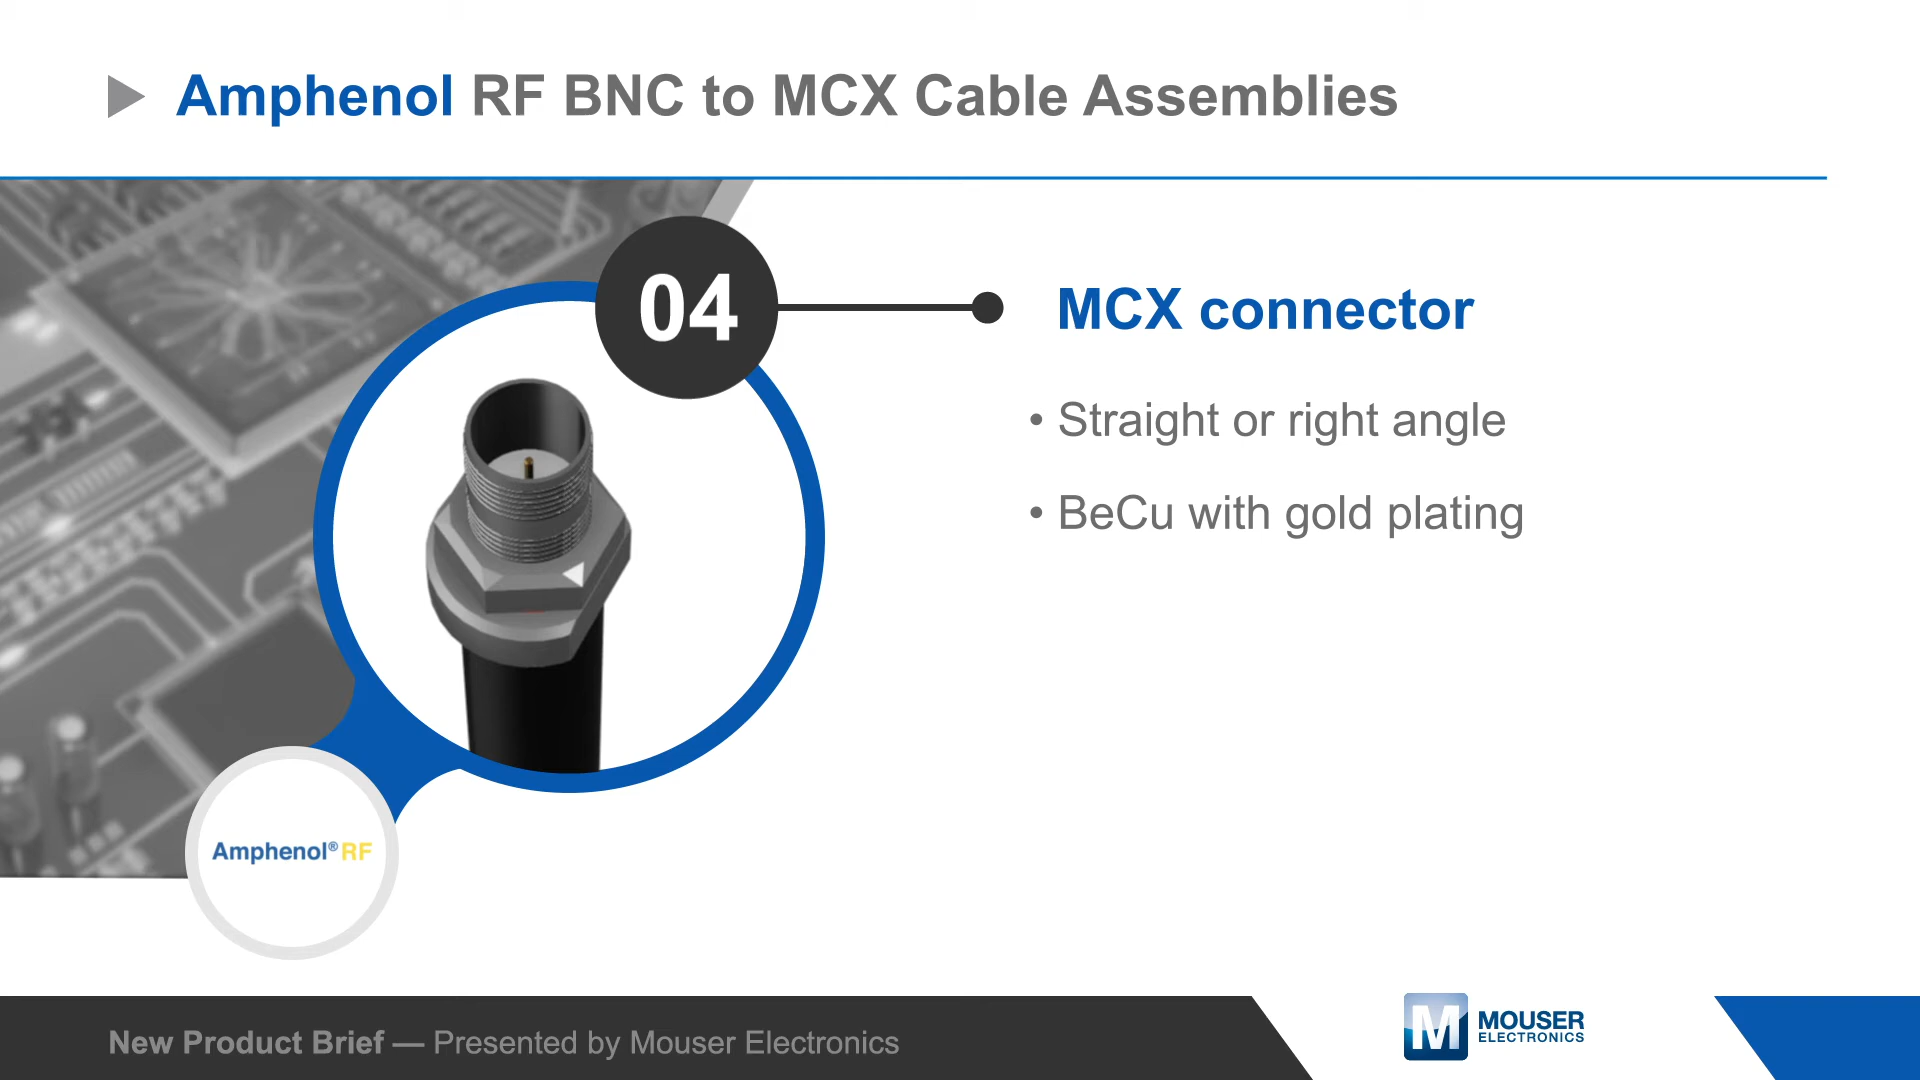 Amphenol RF BNC to MCX Cable Assemblies
04
MCX connector
• Straight or right angle
• BeCu with gold plating
Amphenol® RF
New Product Brief — Presented by Mouser Electronics
M
MOUSER
ELECTRONICS